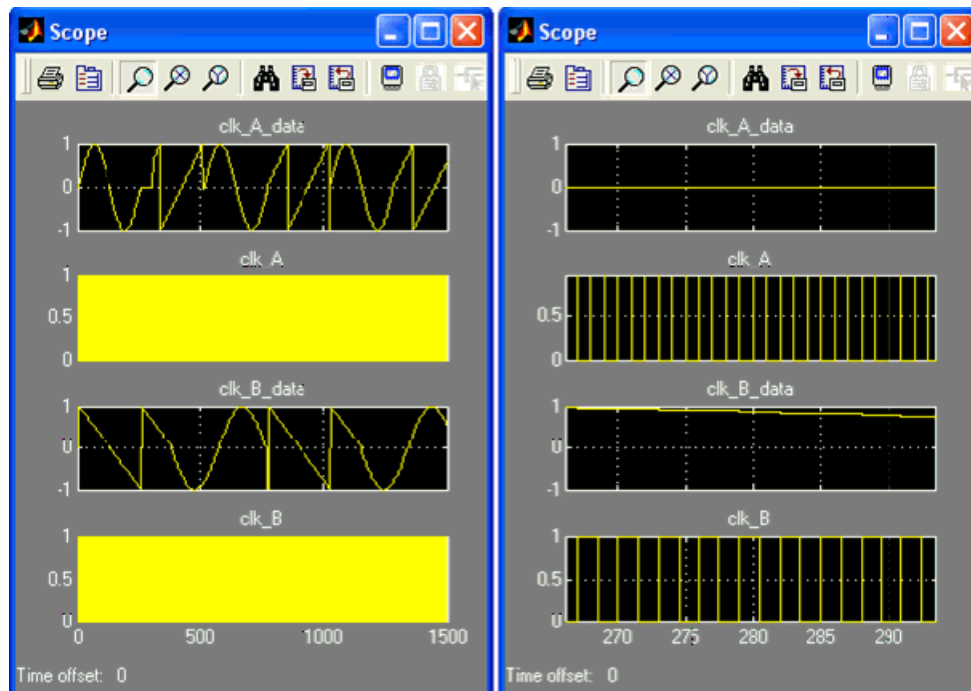 Scope
clk_A_data
1
0
-1
clk_A
1
0.5
0
clk_B_data
1
0
-1
clk_B
1
0.5
0
0 500 1000 1500
Time offset: 0
Scope
clk_A_data
1
0
-1
clk_A
0.5
0
clk_B_data
1
0
-1
clk_B
1
0.5
0
270 275 280 285 290
Time offset: 0